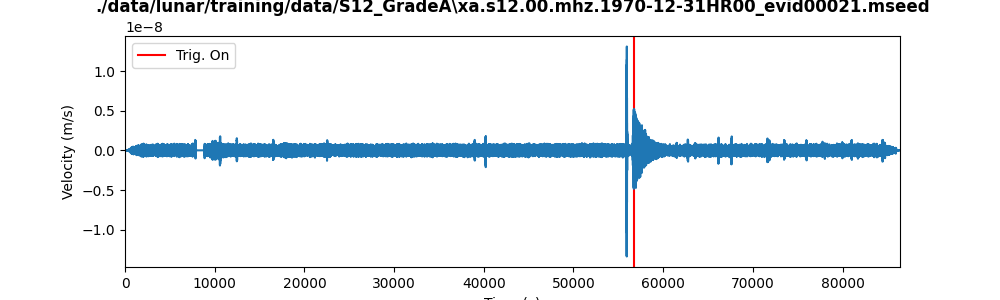 ./data/lunar/training/data/S12_GradeA\xa.s12.00.mhz.1970-12-31HR00_evid00021.mseed
1e−8
Trig. On
1.0
0.5
0.0
−0.5
−1.0
Velocity (m/s)
0 10000 20000 30000 40000 50000 60000 70000 80000